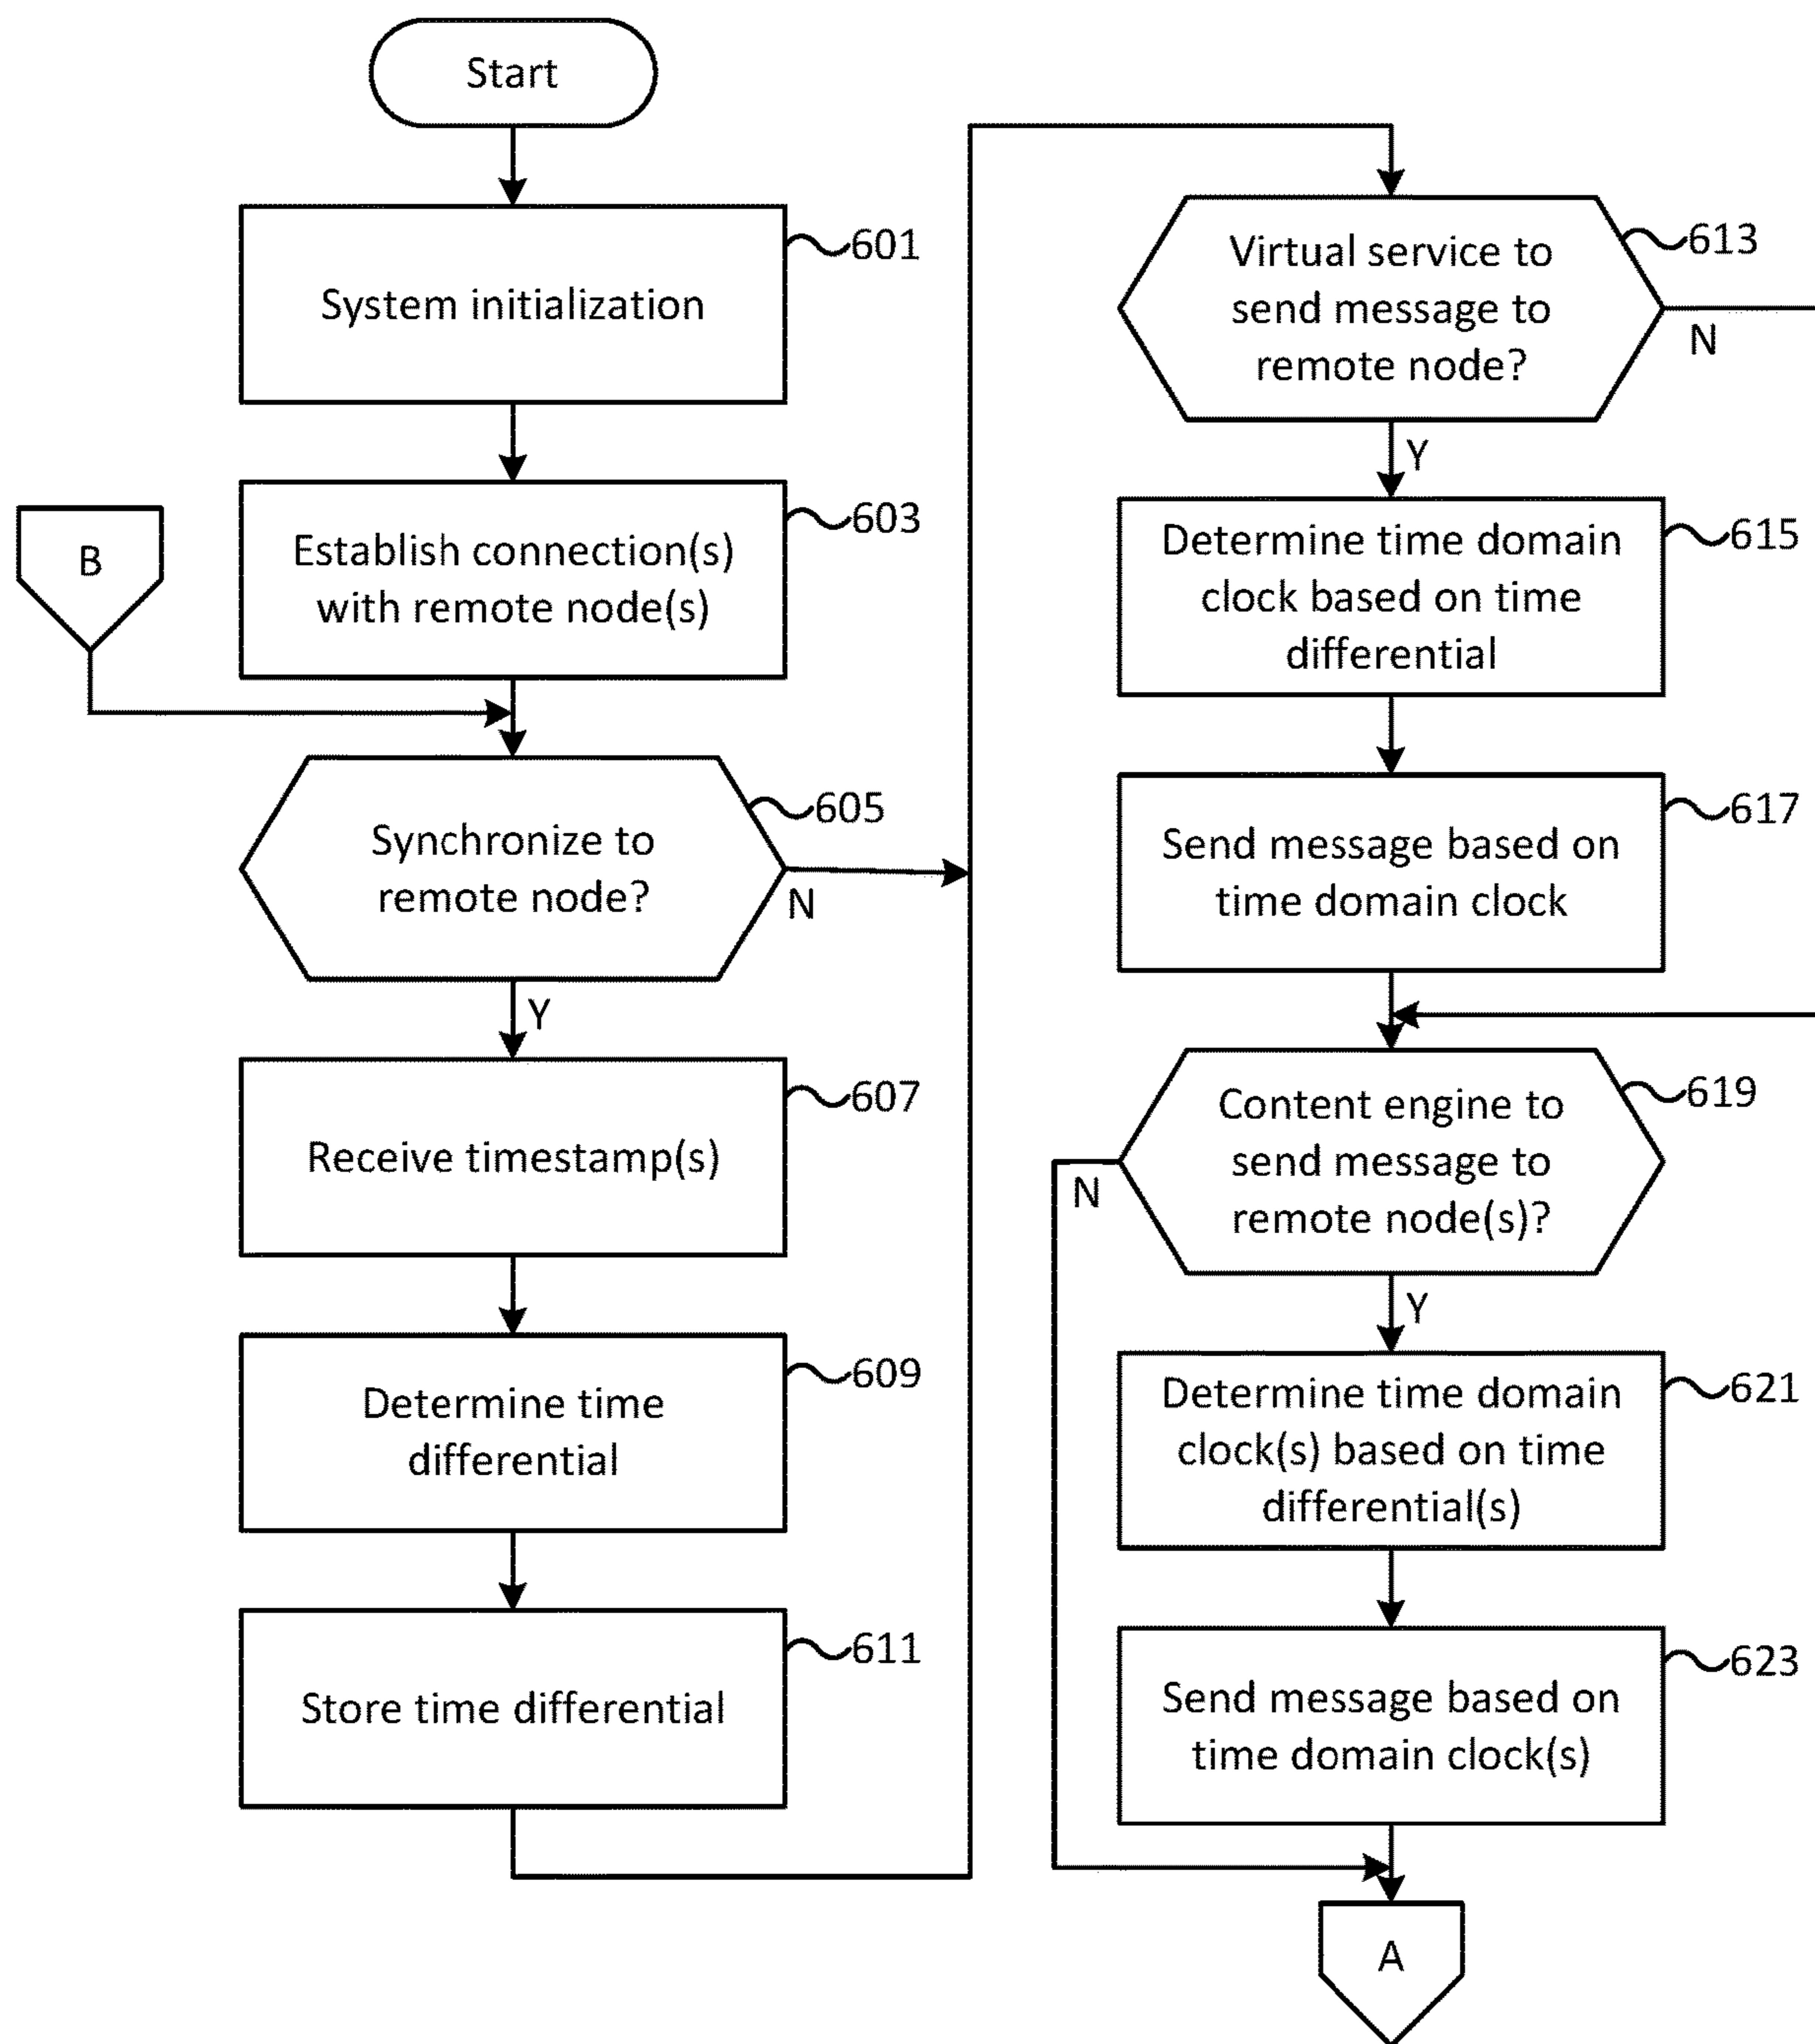 Start
System initialization
601
Establish connection(s)
with remote node(s)
603
B
Synchronize to
remote node?
605
N
Y
Receive timestamp(s)
607
Determine time
differential
609
Store time differential
611
Virtual service to
send message to
remote node?
613
N
Y
Determine time domain
clock based on time
differential
615
Send message based on
time domain clock
617
Content engine to
send message to
remote node(s)?
619
N
Y
Determine time domain
clock(s) based on time
differential(s)
621
Send message based on
time domain clock(s)
623
A